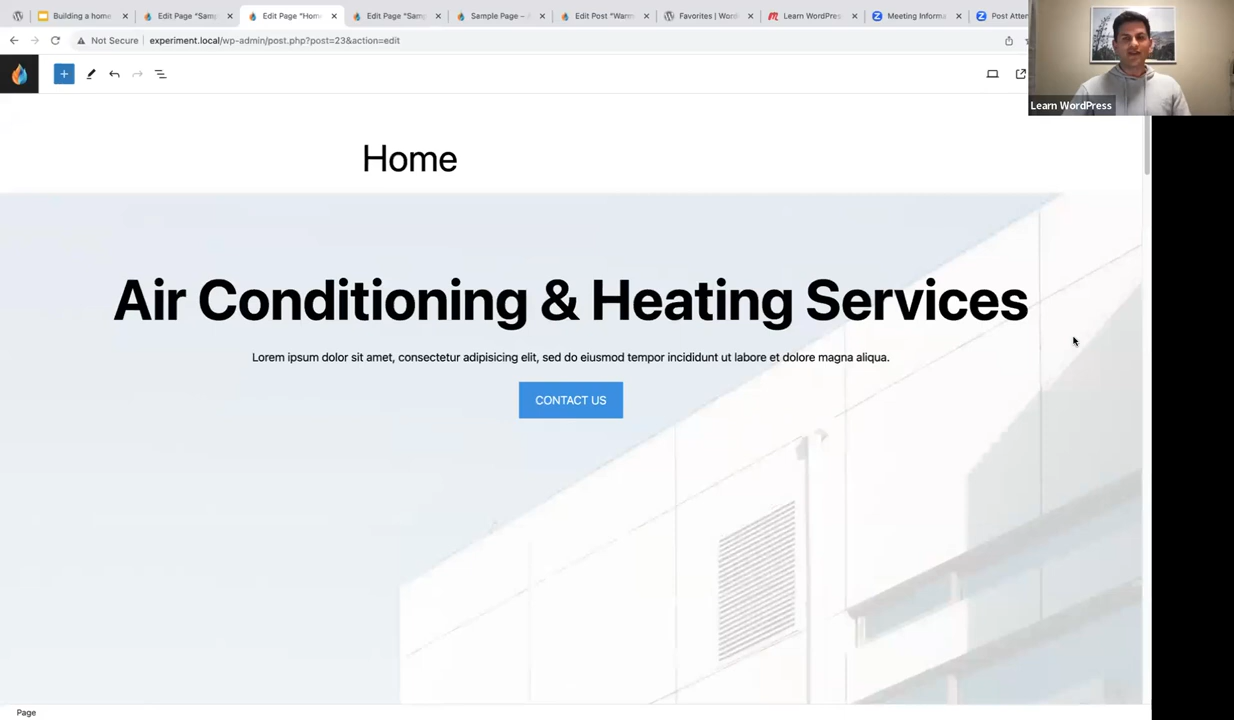 Building a home
Edit Page "Samp
Edit Page "Hom
Edit Page "Samp
Sample Page –
Edit Post "Warm
Favorites | Word
Learn WordPress
Meeting Informa
Post Atten
Not Secure
experiment.local/wp-admin/post.php?post=23&action=edit
Learn WordPress
Home
Air Conditioning & Heating Services
Lorem ipsum dolor sit amet, consectetur adipisicing elit, sed do eiusmod tempor incididunt ut labore et dolore magna aliqua.
CONTACT US
Page